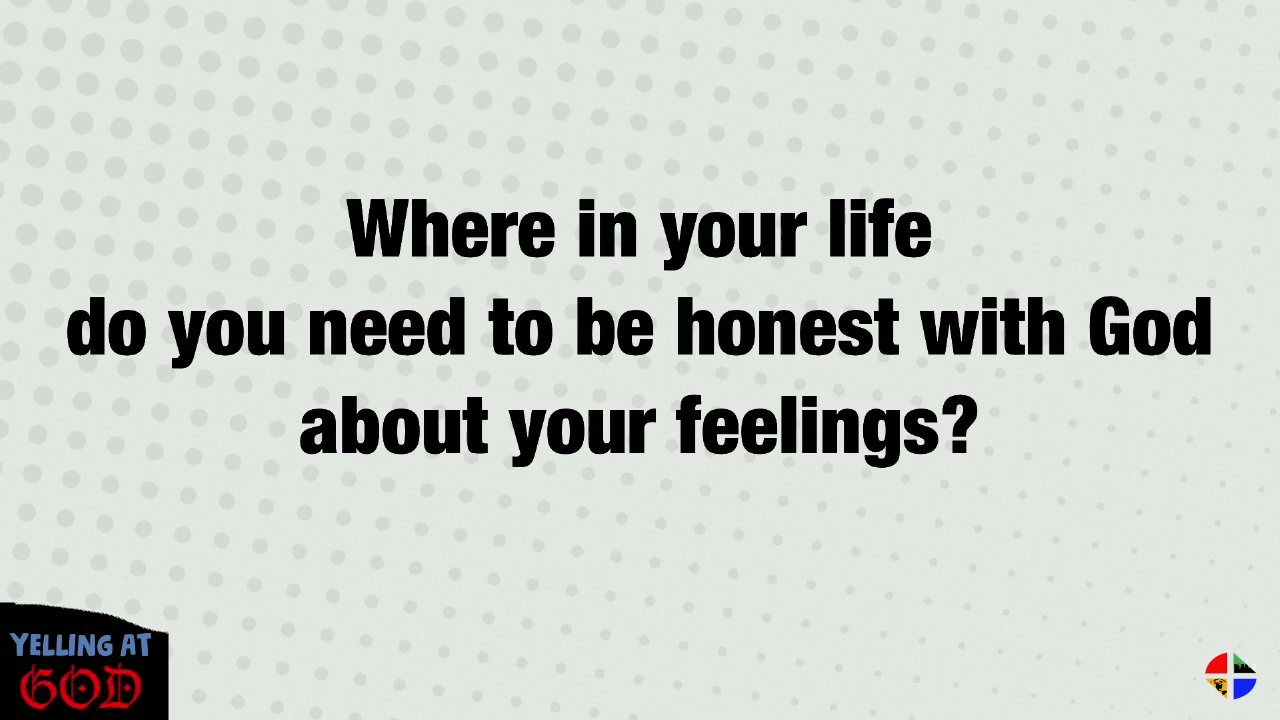 Where in your life
do you need to be honest with God
about your feelings?
YELLING AT
GOD